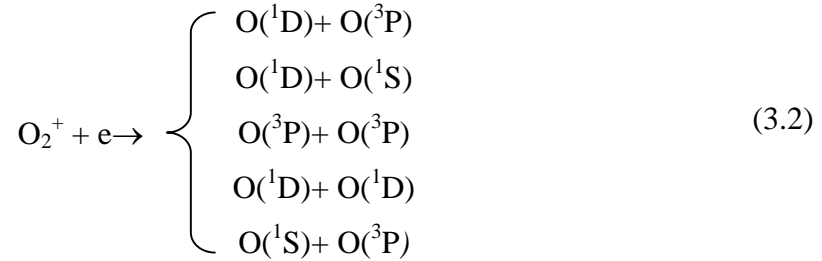 O(¹D)+ O(³P)
O(¹D)+ O(¹S)
O₂⁺ + e→ O(³P)+ O(³P) (3.2)
O(¹D)+ O(¹D)
O(¹S)+ O(³P)